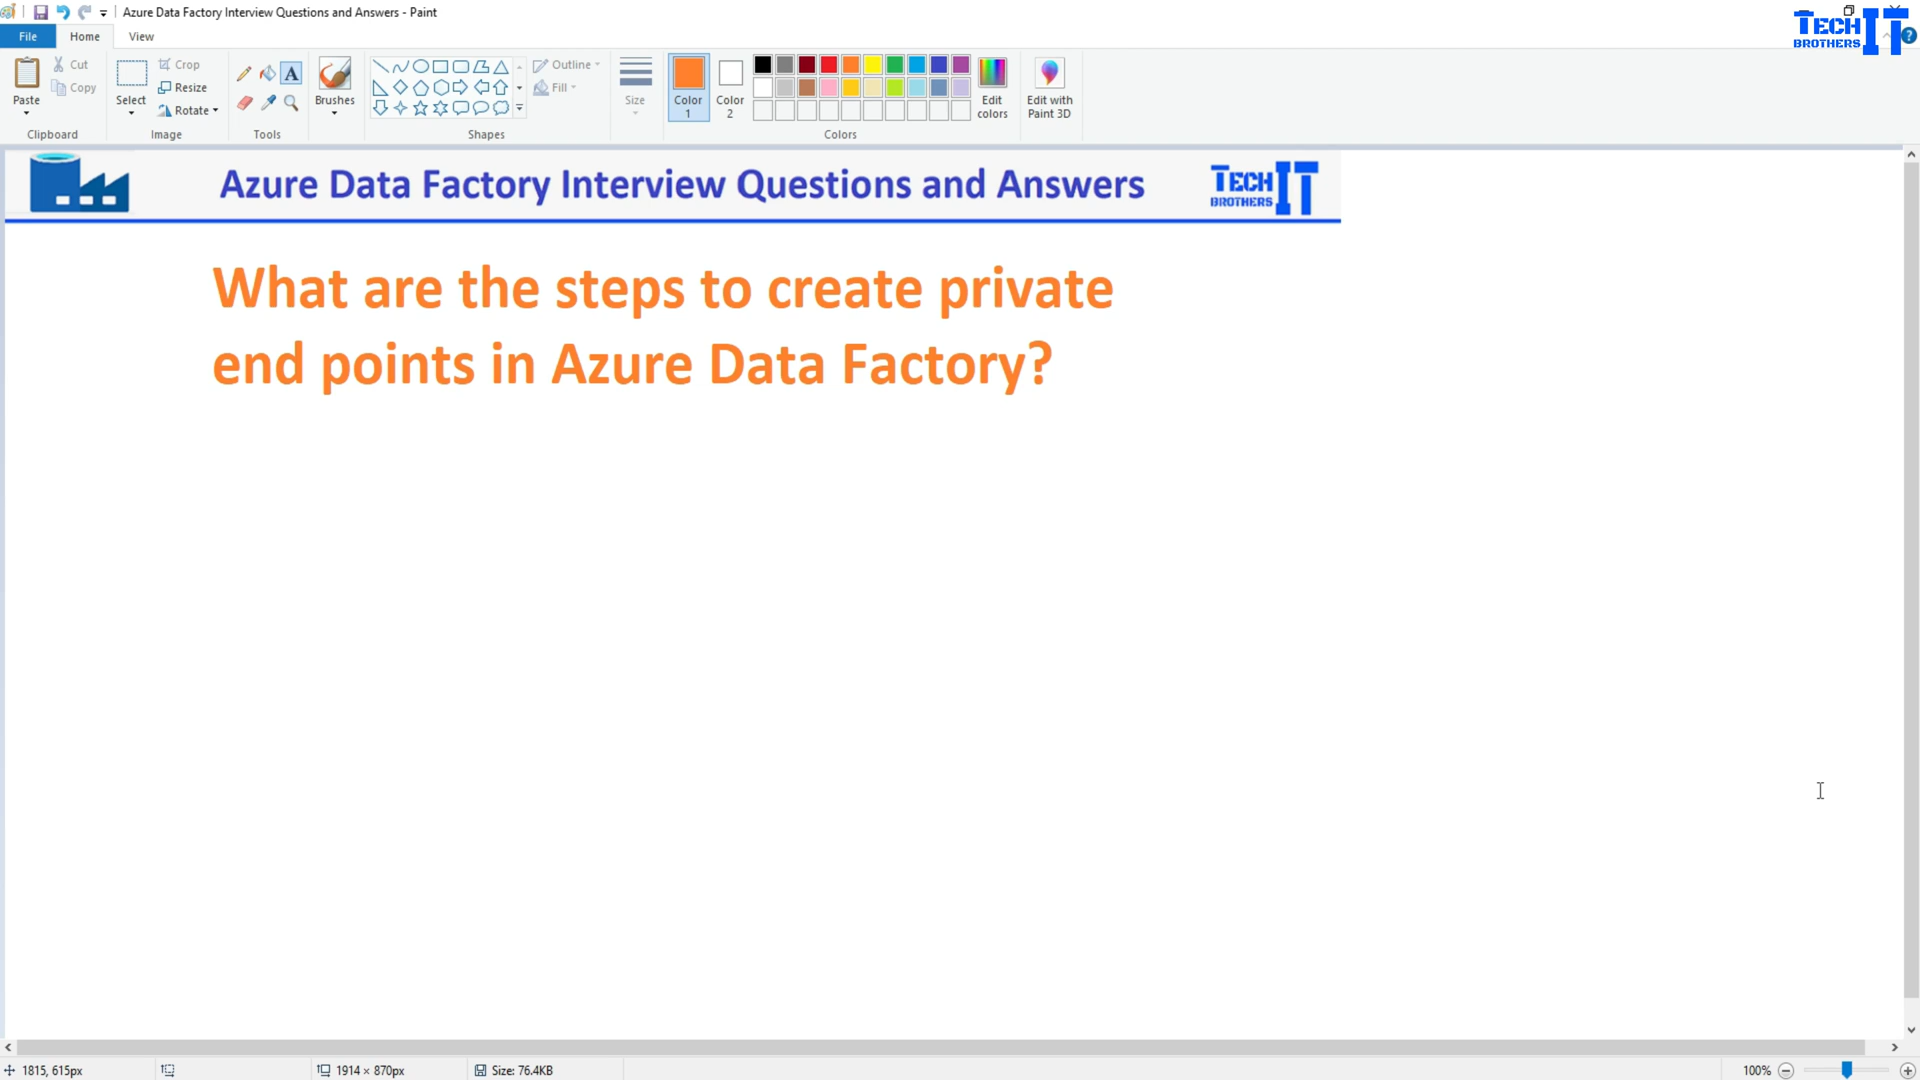 Azure Data Factory Interview Questions and Answers - Paint
TECH BROTHERS IT
File
Home
View
Paste
Cut
Copy
Clipboard
Select
Crop
Resize
Rotate
Image
A
Tools
Brushes
Shapes
Outline
Fill
Size
Color 1
Color 2
Colors
Edit colors
Edit with Paint 3D
Azure Data Factory Interview Questions and Answers
TECH BROTHERS IT
What are the steps to create private
end points in Azure Data Factory?
1815, 615px
1914 × 870px
Size: 76.4KB
100%